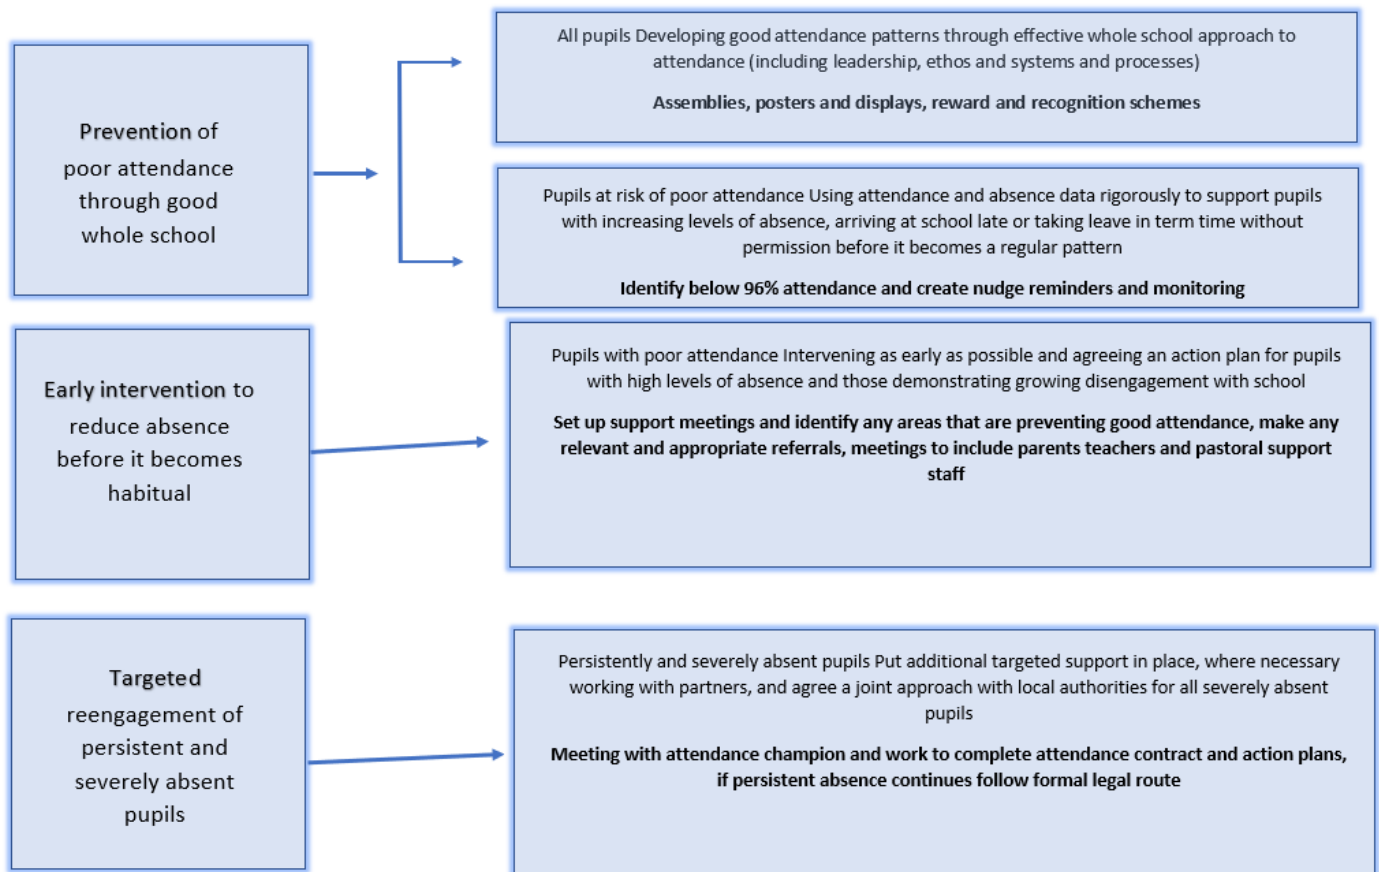 Prevention of
poor attendance
through good
whole school
All pupils Developing good attendance patterns through effective whole school approach to
attendance (including leadership, ethos and systems and processes)
Assemblies, posters and displays, reward and recognition schemes
Pupils at risk of poor attendance Using attendance and absence data rigorously to support pupils
with increasing levels of absence, arriving at school late or taking leave in term time without
permission before it becomes a regular pattern
Identify below 96% attendance and create nudge reminders and monitoring
Early intervention to
reduce absence
before it becomes
habitual
Pupils with poor attendance Intervening as early as possible and agreeing an action plan for pupils
with high levels of absence and those demonstrating growing disengagement with school
Set up support meetings and identify any areas that are preventing good attendance, make any
relevant and appropriate referrals, meetings to include parents teachers and pastoral support
staff
Targeted
reengagement of
persistent and
severely absent
pupils
Persistently and severely absent pupils Put additional targeted support in place, where necessary
working with partners, and agree a joint approach with local authorities for all severely absent
pupils
Meeting with attendance champion and work to complete attendance contract and action plans,
if persistent absence continues follow formal legal route